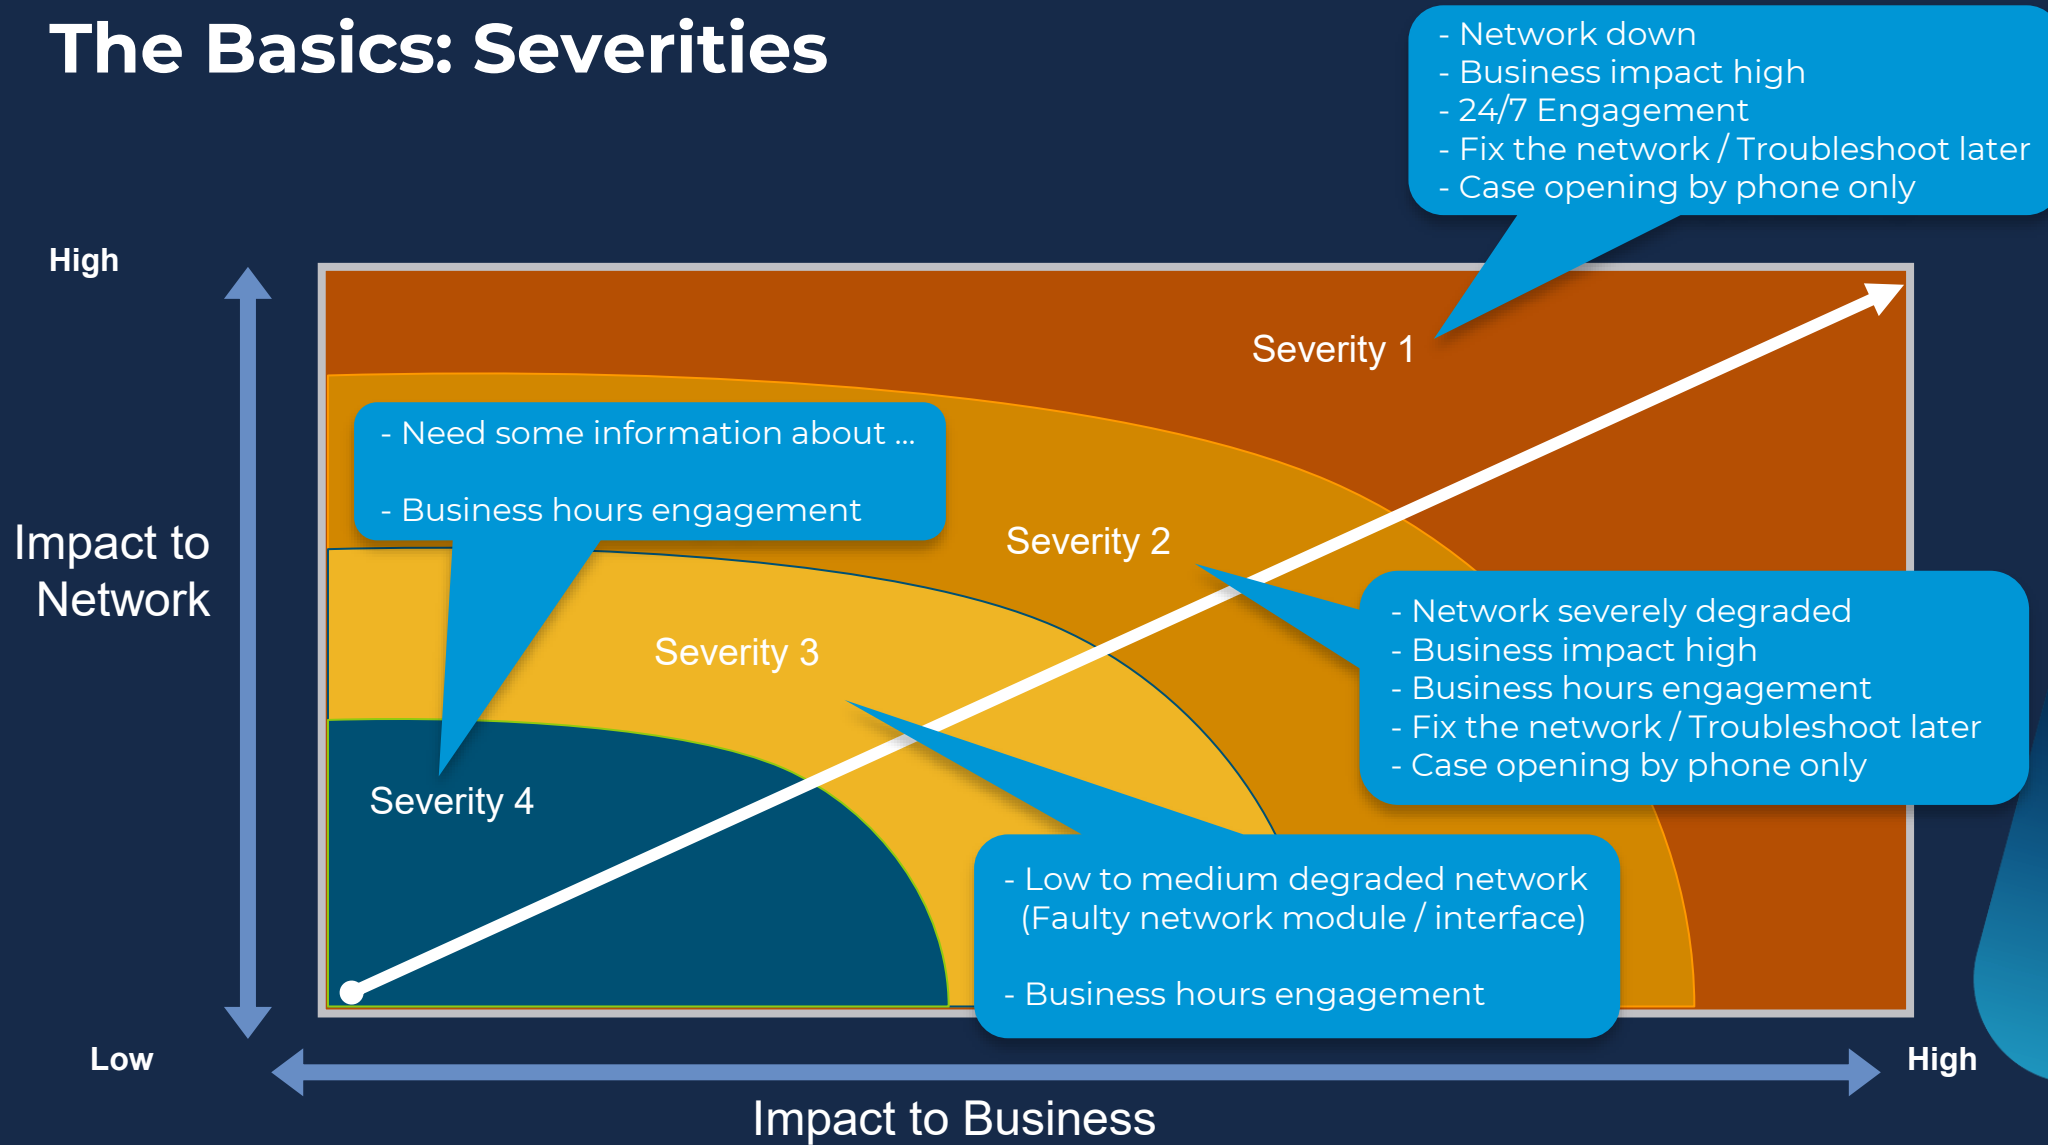 The Basics: Severities
- Network down
- Business impact high
- 24/7 Engagement
- Fix the network / Troubleshoot later
- Case opening by phone only
High
Severity 1
- Need some information about ...
- Business hours engagement
Impact to
Network
Severity 2
- Network severely degraded
- Business impact high
- Business hours engagement
- Fix the network / Troubleshoot later
- Case opening by phone only
Severity 3
Severity 4
- Low to medium degraded network
(Faulty network module / interface)
- Business hours engagement
Low
High
Impact to Business